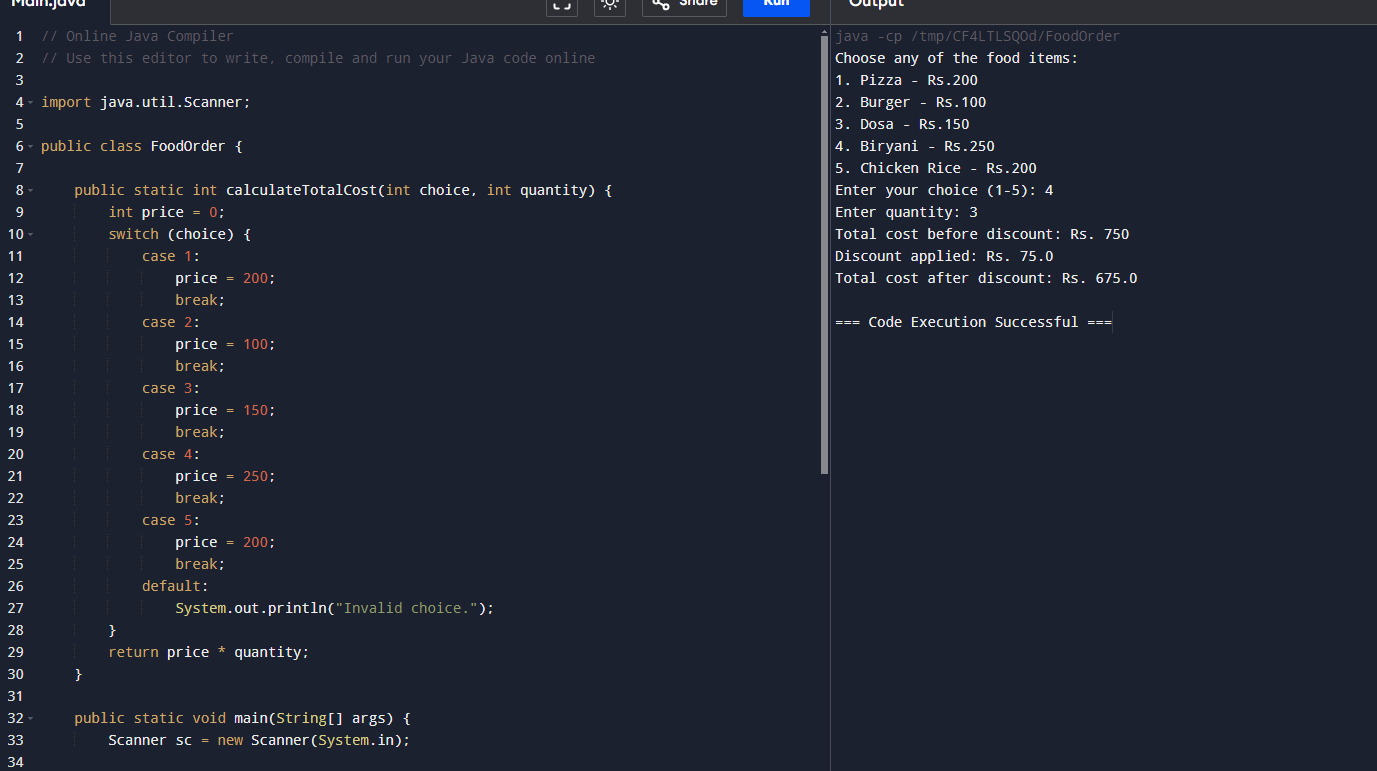 Main.java
Share
Run
Output
1 // Online Java Compiler
2 // Use this editor to write, compile and run your Java code online
3
4 import java.util.Scanner;
5
6 public class FoodOrder {
7
8 public static int calculateTotalCost(int choice, int quantity) {
9 int price = 0;
10 switch (choice) {
11 case 1:
12 price = 200;
13 break;
14 case 2:
15 price = 100;
16 break;
17 case 3:
18 price = 150;
19 break;
20 case 4:
21 price = 250;
22 break;
23 case 5:
24 price = 200;
25 break;
26 default:
27 System.out.println("Invalid choice.");
28 }
29 return price * quantity;
30 }
31
32 public static void main(String[] args) {
33 Scanner sc = new Scanner(System.in);
34
java -cp /tmp/CF4LTLSQOd/FoodOrder
Choose any of the food items:
1. Pizza - Rs.200
2. Burger - Rs.100
3. Dosa - Rs.150
4. Biryani - Rs.250
5. Chicken Rice - Rs.200
Enter your choice (1-5): 4
Enter quantity: 3
Total cost before discount: Rs. 750
Discount applied: Rs. 75.0
Total cost after discount: Rs. 675.0
=== Code Execution Successful ===